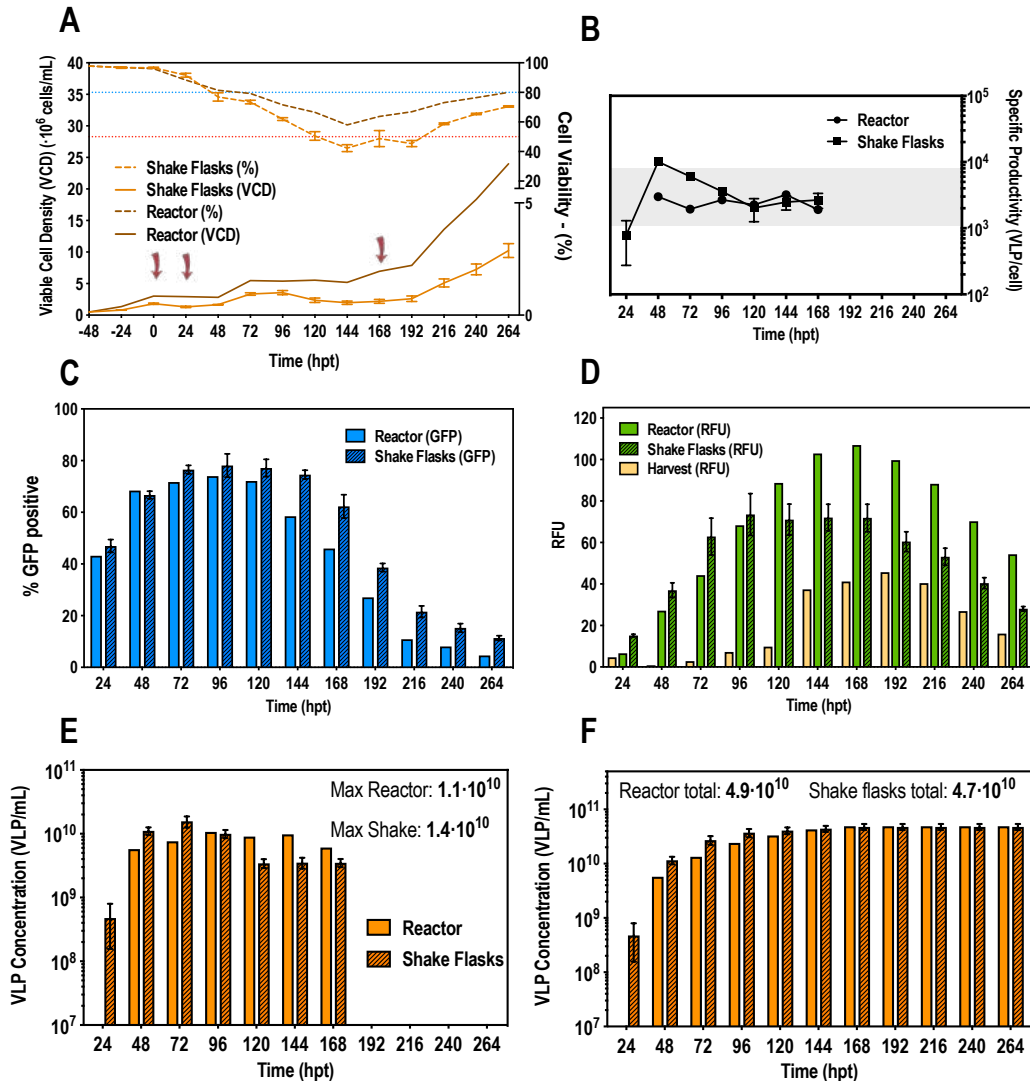 A
40
35
30
25
20
15
10
5
0
Viable Cell Density (VCD) (·10⁶ cells/mL)
100
80
60
40
20
5
0
Cell Viability - (%)
Shake Flasks (%)
Shake Flasks (VCD)
Reactor (%)
Reactor (VCD)
-48 -24 0 24 48 72 96 120 144 168 192 216 240 264
Time (hpt)
B
Reactor
Shake Flasks
10⁵
10⁴
10³
10²
Specific Productivity (VLP/cell)
24 48 72 96 120 144 168 192 216 240 264
Time (hpt)
C
100
80
60
40
20
0
% GFP positive
Reactor (GFP)
Shake Flasks (GFP)
24 48 72 96 120 144 168 192 216 240 264
Time (hpt)
D
120
100
80
60
40
20
0
RFU
Reactor (RFU)
Shake Flasks (RFU)
Harvest (RFU)
24 48 72 96 120 144 168 192 216 240 264
Time (hpt)
E
10¹¹
10¹⁰
10⁹
10⁸
10⁷
VLP Concentration (VLP/mL)
Max Reactor: 1.1·10¹⁰
Max Shake: 1.4·10¹⁰
Reactor
Shake Flasks
24 48 72 96 120 144 168 192 216 240 264
Time (hpt)
F
Reactor total: 4.9·10¹⁰ Shake flasks total: 4.7·10¹⁰
10¹¹
10¹⁰
10⁹
10⁸
10⁷
VLP Concentration (VLP/mL)
24 48 72 96 120 144 168 192 216 240 264
Time (hpt)